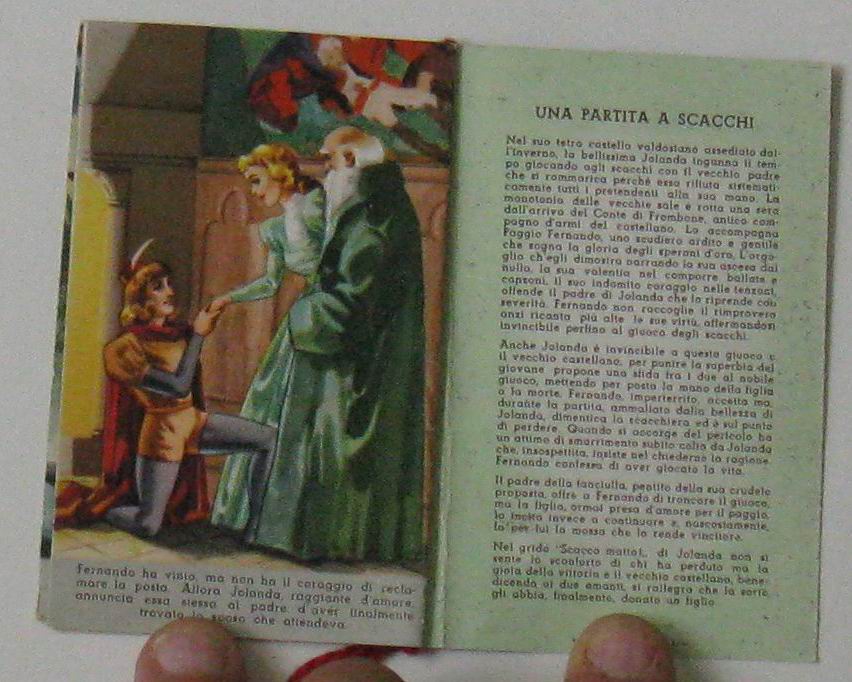 Fernando ha vinto, ma non ha il coraggio di recla-
mare la posta. Allora Jolanda, raggiante d'amore,
annuncia essa stessa al padre d'aver finalmente
trovato lo sposo che attendeva.
UNA PARTITA A SCACCHI
Nel suo tetro castello valdostano assediato dal-
l'inverno, la bellissima Jolanda inganna il tem-
po giocando agli scacchi con il vecchio padre
che si rammarica perchè essa rifiuta sistemati-
camente tutti i pretendenti alla sua mano. La
monotonia delle vecchie sale è rotta una sera
dall'arrivo del Conte di Frombone, antico com-
pagno d'armi del castellano. Lo accompagna
Paggio Fernando, uno scudiero ardito e gentile
che sogna la gloria degli speroni d'oro. L'orgo-
glio ch'egli dimostra narrando la sua ascesa dal
nulla, la sua valentia nel comporre ballate e
canzoni, il suo indomito coraggio nelle tenzoni,
offende il padre di Jolanda che lo riprende con
severità. Fernando non raccoglie il rimprovero
anzi ricanta più alte le sue virtù, affermandosi
invincibile perfino al giuoco degli scacchi.
Anche Jolanda è invincibile a questo giuoco e
il vecchio castellano, per punire la superbia del
giovane propone una sfida fra i due al nobile
giuoco, mettendo per posta la mano della figlia
o la morte. Fernando, imperterrito, accetta ma
durante la partita, ammaliato dalla bellezza di
Jolanda, dimentica la scacchiera ed è sul punto
di perdere. Quando si accorge del pericolo ha
un attimo di smarrimento subito colto da Jolanda
che, insospettita, insiste nel chiederne la ragione.
Fernando confessa di aver giocato la vita.
Il padre della fanciulla, pentito della sua crudele
proposta, offre a Fernando di troncare il giuoco,
ma la figlia, ormai presa d'amore per il paggio,
lo incita invece a continuare e, nascostamente,
fa per lui la mossa che lo rende vincitore.
Nel grido "Scacco matto!„ di Jolanda non si
sente lo sconforto di chi ha perduto ma la
gioia della vittoria e il vecchio castellano, bene-
dicendo ai due amanti, si rallegra che la sorte
gli abbia, finalmente, donato un figlio.